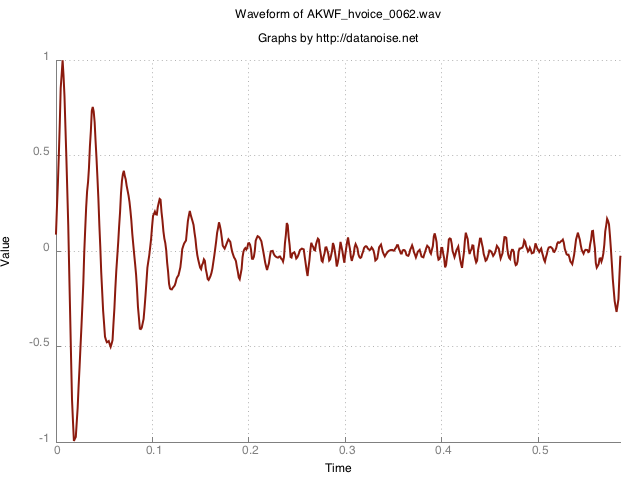 Waveform of AKWF_hvoice_0062.wav
Graphs by http://datanoise.net
1
0.5
0
-0.5
-1
Value
0 0.1 0.2 0.3 0.4 0.5
Time